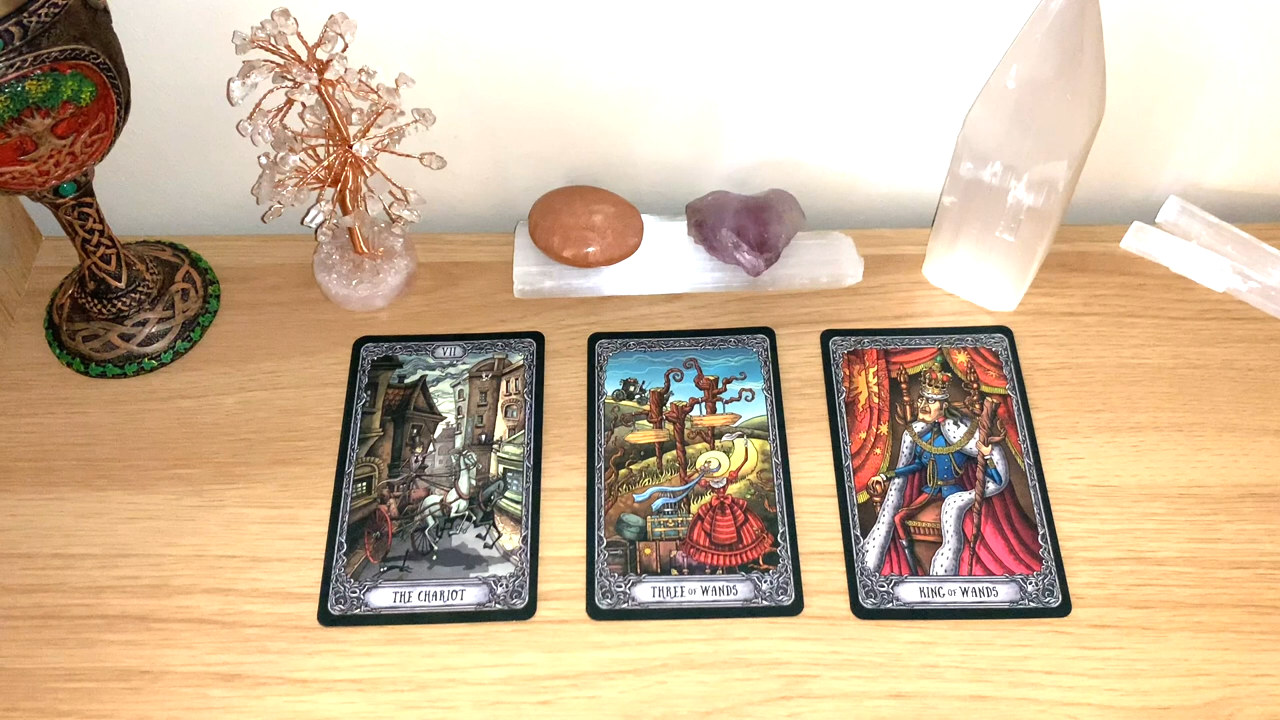 VII
THE CHARIOT
THREE OF WANDS
KING OF WANDS